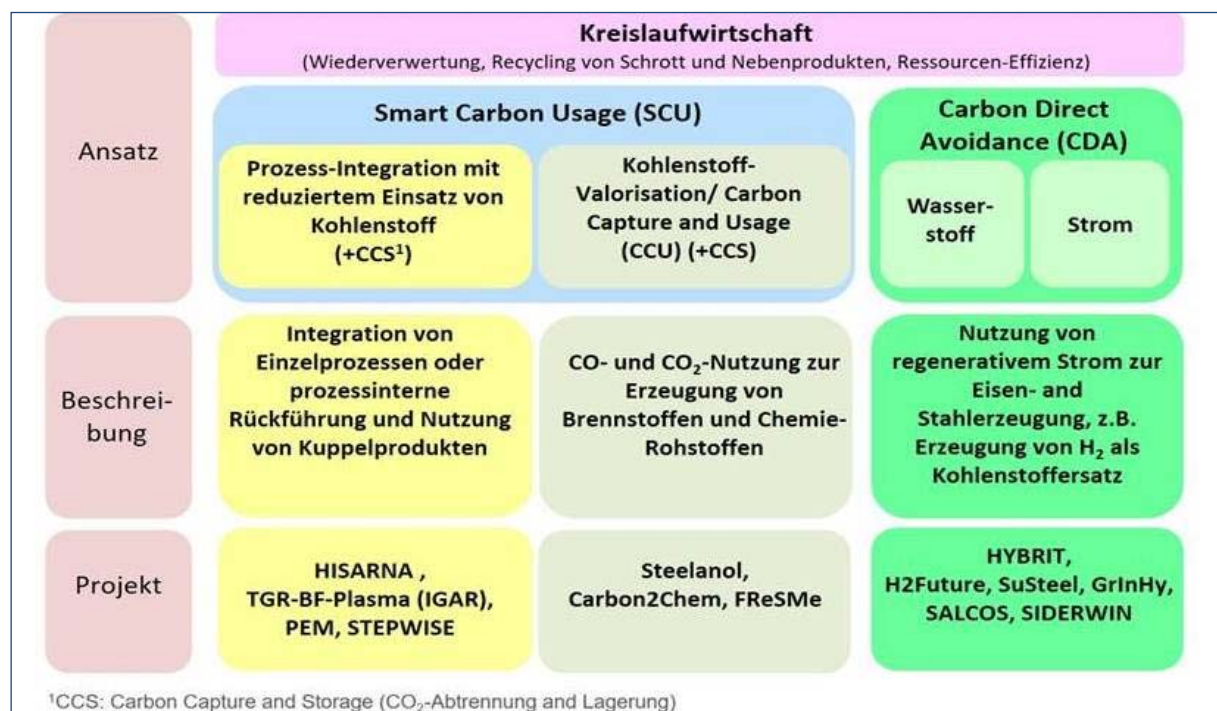 Kreislaufwirtschaft
(Wiederverwertung, Recycling von Schrott und Nebenprodukten, Ressourcen-Effizienz)
Ansatz
Smart Carbon Usage (SCU)
Prozess-Integration mit
reduziertem Einsatz von
Kohlenstoff
(+CCS¹)
Kohlenstoff-
Valorisation/ Carbon
Capture and Usage
(CCU) (+CCS)
Carbon Direct
Avoidance (CDA)
Wasser-
stoff
Strom
Beschrei-
bung
Integration von
Einzelprozessen oder
prozessinterne
Rückführung und Nutzung
von Kuppelprodukten
CO- und CO₂-Nutzung zur
Erzeugung von
Brennstoffen und Chemie-
Rohstoffen
Nutzung von
regenerativem Strom zur
Eisen- and
Stahlerzeugung, z.B.
Erzeugung von H₂ als
Kohlenstoffersatz
Projekt
HISARNA ,
TGR-BF-Plasma (IGAR),
PEM, STEPWISE
Steelanol,
Carbon2Chem, FReSMe
HYBRIT,
H2Future, SuSteel, GrInHy,
SALCOS, SIDERWIN
¹CCS: Carbon Capture and Storage (CO₂-Abtrennung and Lagerung)